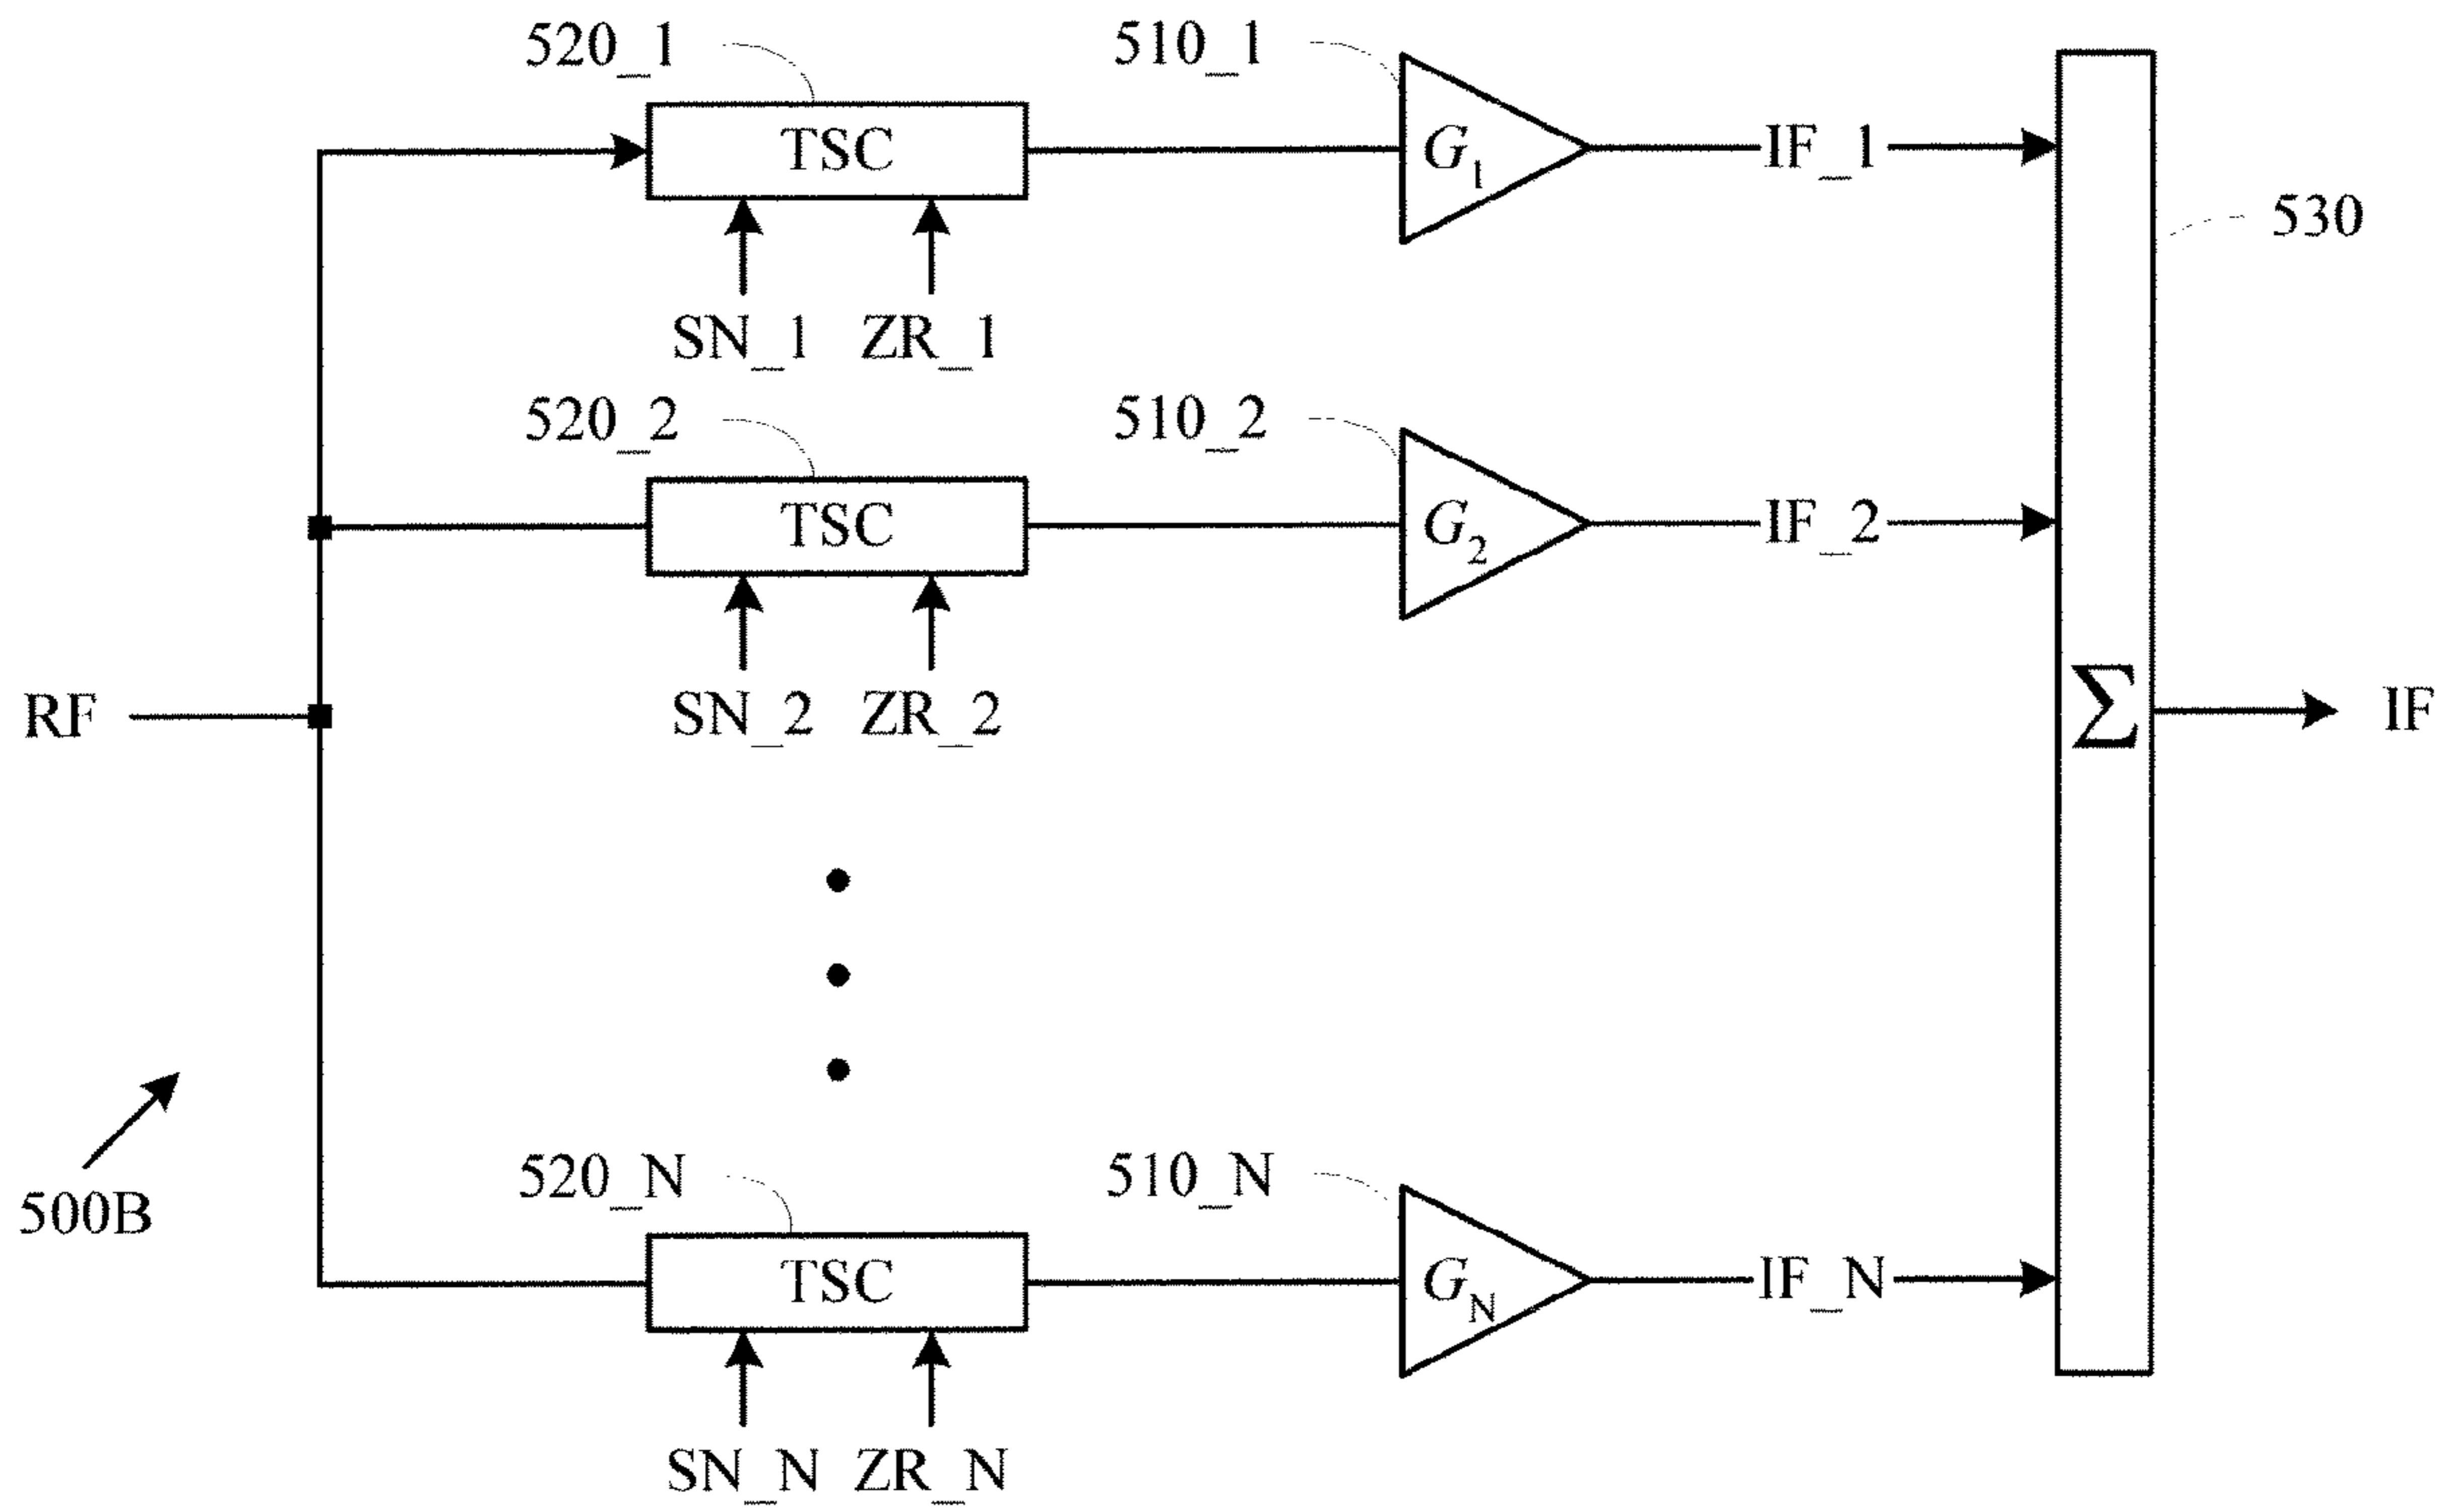 520_1 510_1
TSC G1 IF_1
530
SN_1 ZR_1
520_2 510_2
TSC G2 IF_2
SN_2 ZR_2
RF Σ IF
520_N 510_N
500B
TSC GN IF_N
SN_N ZR_N